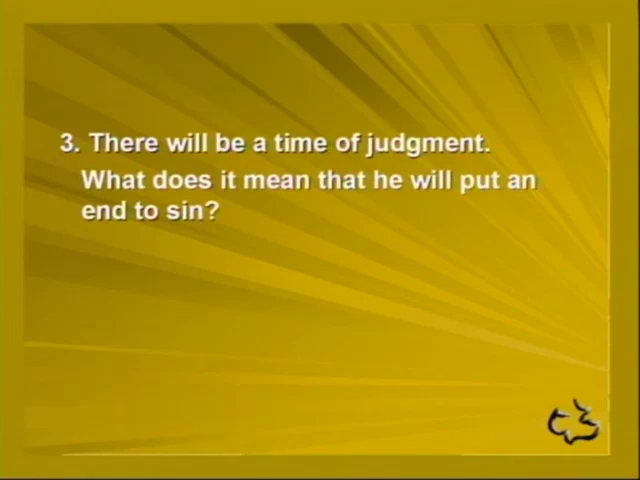 3. There will be a time of judgment.
What does it mean that he will put an
end to sin?